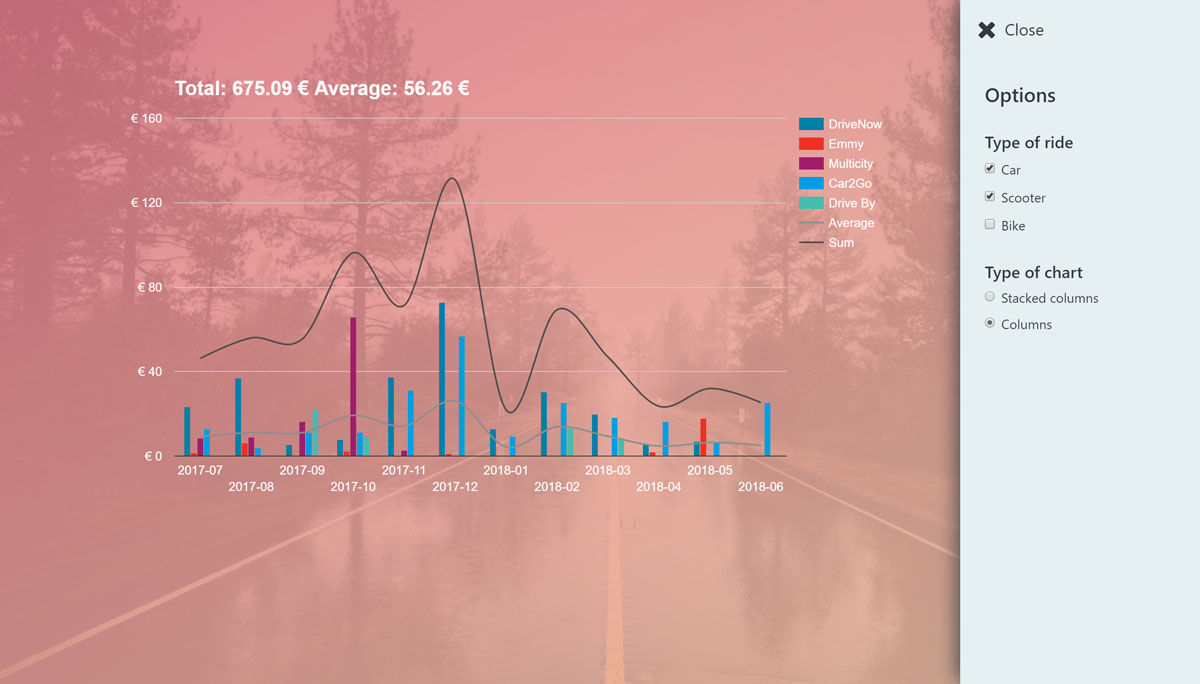 Total: 675.09 € Average: 56.26 €
€ 160
€ 120
€ 80
€ 40
€ 0
2017-07
2017-08
2017-09
2017-10
2017-11
2017-12
2018-01
2018-02
2018-03
2018-04
2018-05
2018-06
DriveNow
Emmy
Multicity
Car2Go
Drive By
Average
Sum
Close
Options
Type of ride
Car
Scooter
Bike
Type of chart
Stacked columns
Columns